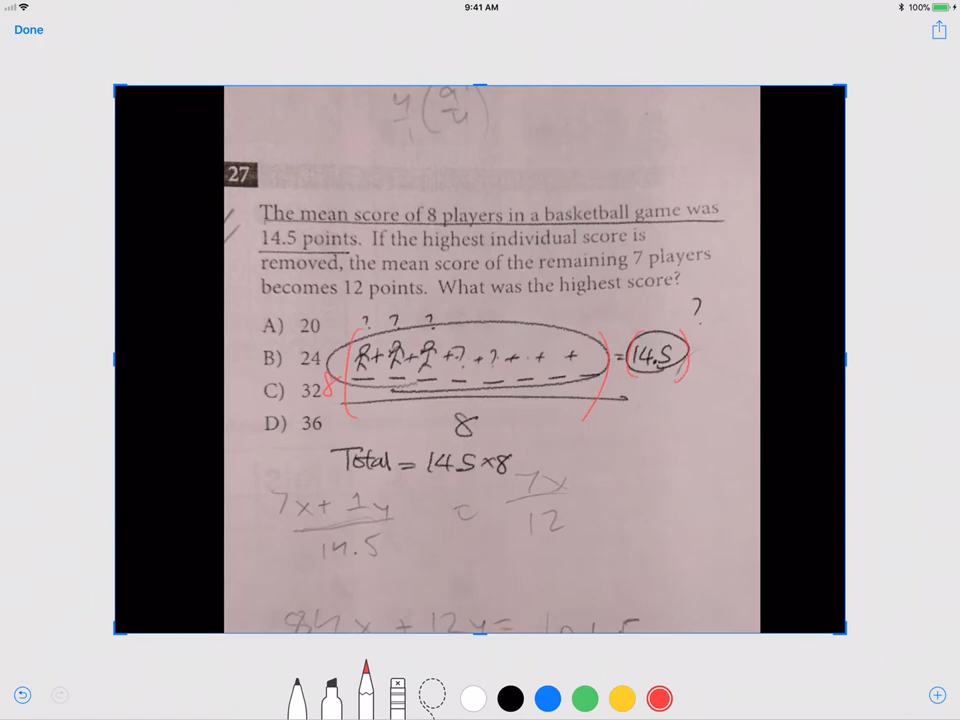 9:41 AM
100%
Done
27
The mean score of 8 players in a basketball game was
14.5 points. If the highest individual score is
removed, the mean score of the remaining 7 players
becomes 12 points. What was the highest score?
?
? ? ?
A) 20
B) 24
+ + +? +? + + + = 14.5
C) 32
8
D) 36
8
Total = 14.5 × 8
7x + 1y = 7x
14.5 12
84x + 12y =